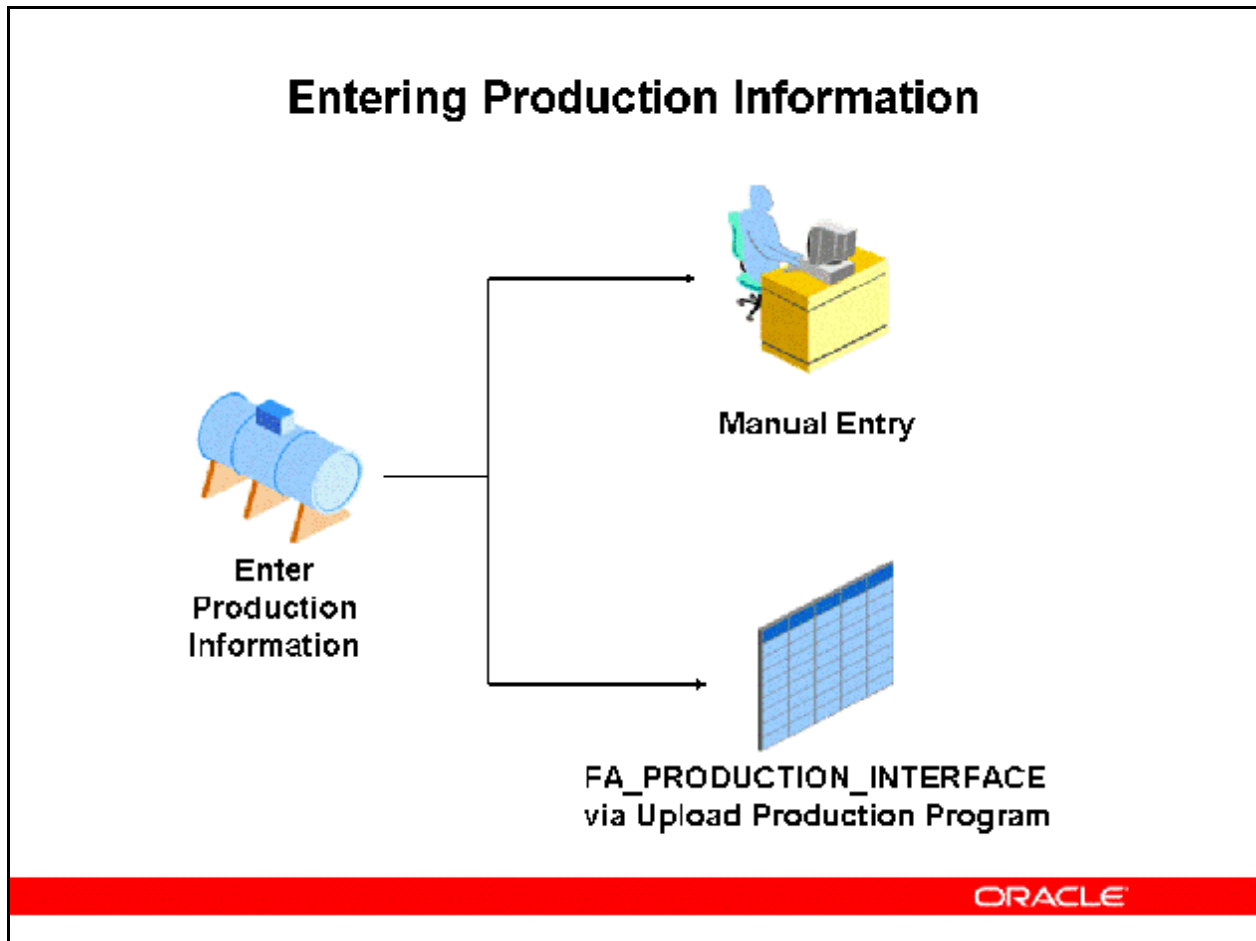 Entering Production Information
Manual Entry
Enter
Production
Information
FA_PRODUCTION_INTERFACE
via Upload Production Program
ORACLE